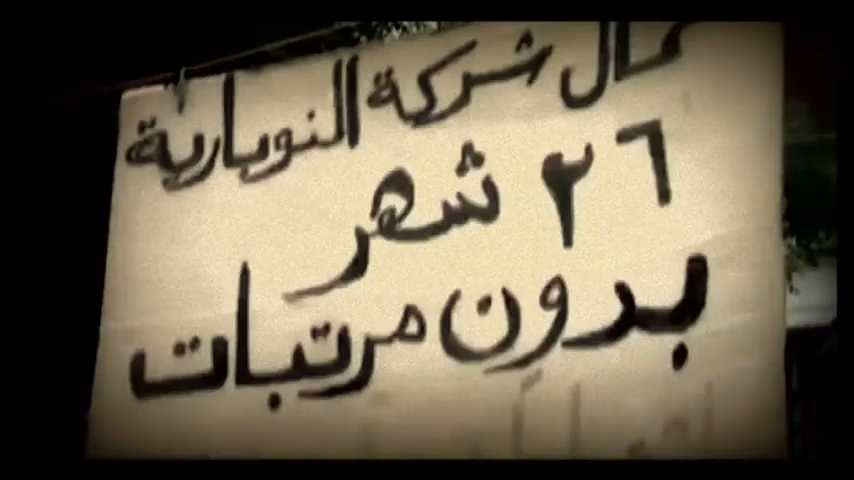 عمال شركة النوبارية
٢٦ شهر
بدون مرتبات